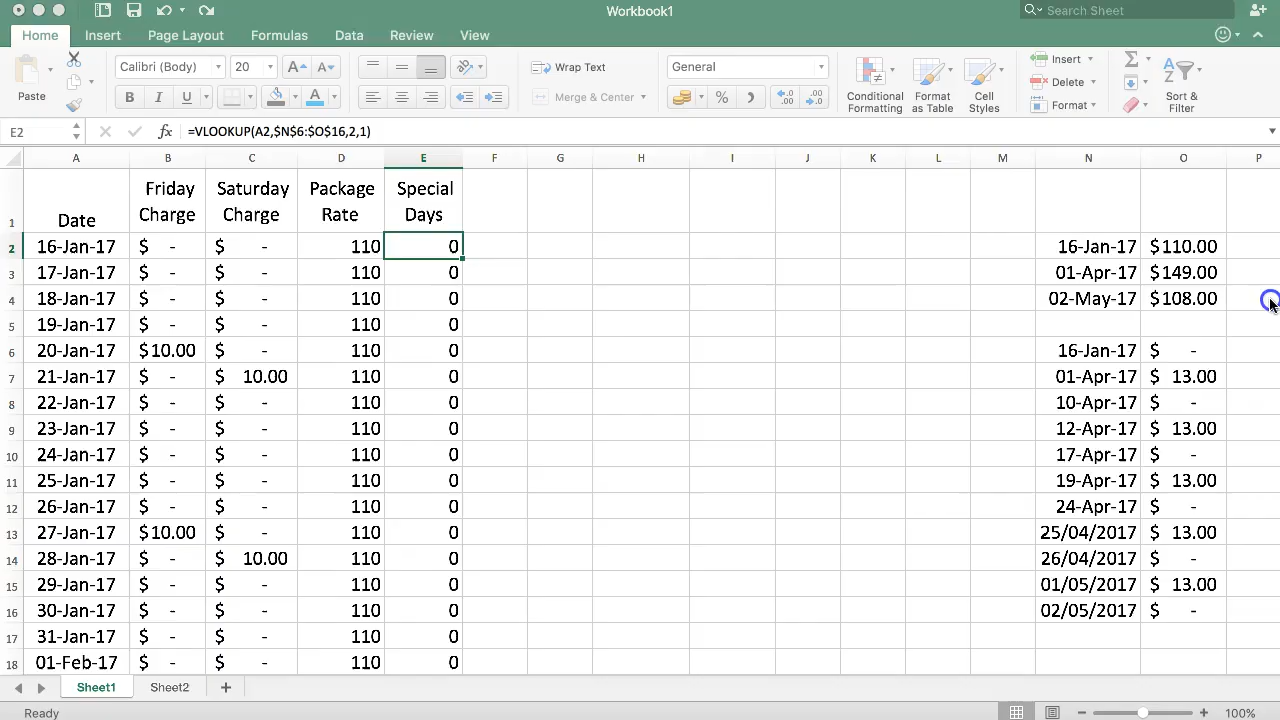 Workbook1
Search Sheet
Home Insert Page Layout Formulas Data Review View
Paste
Calibri (Body) 20 A A
B I U A
Wrap Text
Merge & Center
General
% .0 .00 .00 .0
Conditional Formatting
Format as Table
Cell Styles
Insert
Delete
Format
Sort & Filter
E2 fx =VLOOKUP(A2,$N$6:$O$16,2,1)
A B C D E F G H I J K L M N O P
1 Date Friday Charge Saturday Charge Package Rate Special Days
2 16-Jan-17 $ - $ - 110 0 16-Jan-17 $110.00
3 17-Jan-17 $ - $ - 110 0 01-Apr-17 $149.00
4 18-Jan-17 $ - $ - 110 0 02-May-17 $108.00
5 19-Jan-17 $ - $ - 110 0
6 20-Jan-17 $10.00 $ - 110 0 16-Jan-17 $ -
7 21-Jan-17 $ - $ 10.00 110 0 01-Apr-17 $ 13.00
8 22-Jan-17 $ - $ - 110 0 10-Apr-17 $ -
9 23-Jan-17 $ - $ - 110 0 12-Apr-17 $ 13.00
10 24-Jan-17 $ - $ - 110 0 17-Apr-17 $ -
11 25-Jan-17 $ - $ - 110 0 19-Apr-17 $ 13.00
12 26-Jan-17 $ - $ - 110 0 24-Apr-17 $ -
13 27-Jan-17 $10.00 $ - 110 0 25/04/2017 $ 13.00
14 28-Jan-17 $ - $ 10.00 110 0 26/04/2017 $ -
15 29-Jan-17 $ - $ - 110 0 01/05/2017 $ 13.00
16 30-Jan-17 $ - $ - 110 0 02/05/2017 $ -
17 31-Jan-17 $ - $ - 110 0
18 01-Feb-17 $ - $ - 110 0
Sheet1 Sheet2 +
Ready 100%